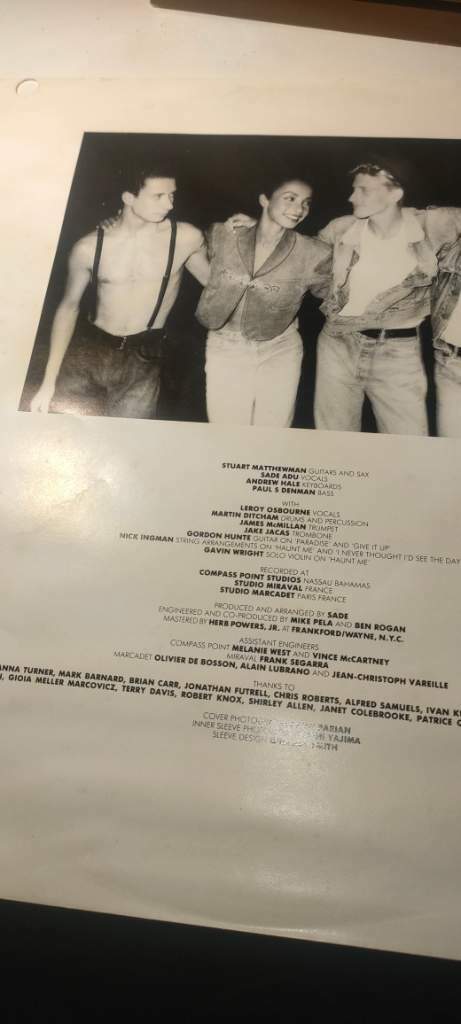 STUART MATTHEWMAN GUITARS AND SAX
SADE ADU VOCALS
ANDREW HALE KEYBOARDS
PAUL S DENMAN BASS
WITH
LEROY OSBOURNE VOCALS
MARTIN DITCHAM DRUMS AND PERCUSSION
JAMES McMILLAN TRUMPET
JAKE JACAS TROMBONE
GORDON HUNTE GUITAR ON 'PARADISE' AND 'GIVE IT UP'
NICK INGMAN STRING ARRANGEMENTS ON 'HAUNT ME' AND 'I NEVER THOUGHT I'D SEE THE DAY
GAVIN WRIGHT SOLO VIOLIN ON 'HAUNT ME'
RECORDED AT
COMPASS POINT STUDIOS NASSAU BAHAMAS
STUDIO MIRAVAL FRANCE
STUDIO MARCADET PARIS FRANCE
PRODUCED AND ARRANGED BY SADE
ENGINEERED AND CO-PRODUCED BY MIKE PELA AND BEN ROGAN
MASTERED BY HERB POWERS, JR. AT FRANKFORD/WAYNE, N.Y.C.
ASSISTANT ENGINEERS
COMPASS POINT MELANIE WEST AND VINCE McCARTNEY
MIRAVAL FRANK SEGARRA
MARCADET OLIVIER DE BOSSON, ALAIN LUBRANO AND JEAN-CHRISTOPH VAREILLE
THANKS TO
ANNA TURNER, MARK BARNARD, BRIAN CARR, JONATHAN FUTRELL, CHRIS ROBERTS, ALFRED SAMUELS, IVAN
GIOIA MELLER MARCOVICZ, TERRY DAVIS, ROBERT KNOX, SHIRLEY ALLEN, JANET COLEBROOKE, PATRICE
COVER
INNER SLEEVE YAJIMA
SLEEVE DESIGN